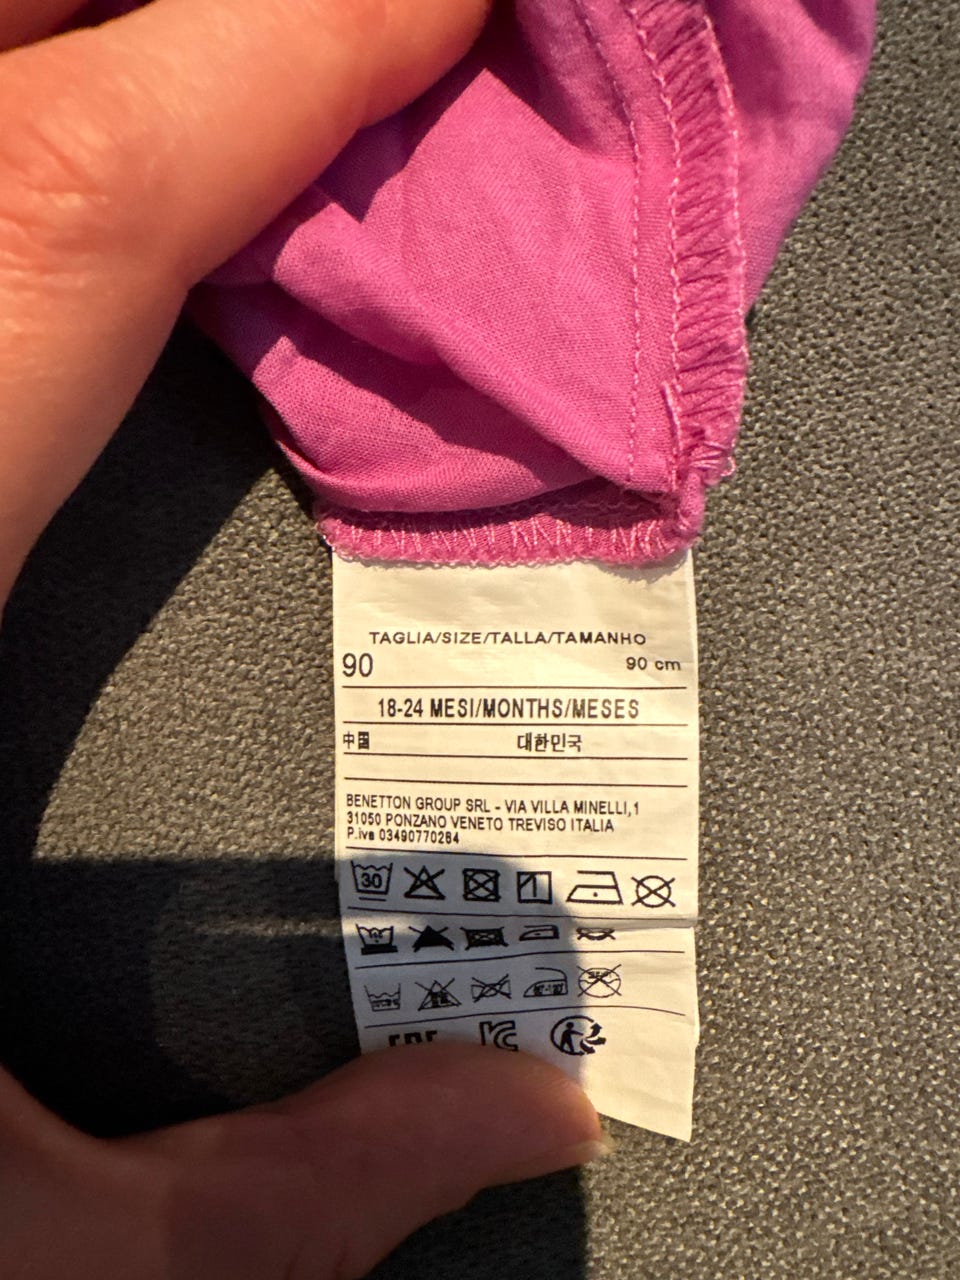 TAGLIA/SIZE/TALLA/TAMANHO
90 90 cm
18-24 MESI/MONTHS/MESES
中国 대한민국
BENETTON GROUP SRL - VIA VILLA MINELLI,1
31050 PONZANO VENETO TREVISO ITALIA
P.iva 03490770264
30